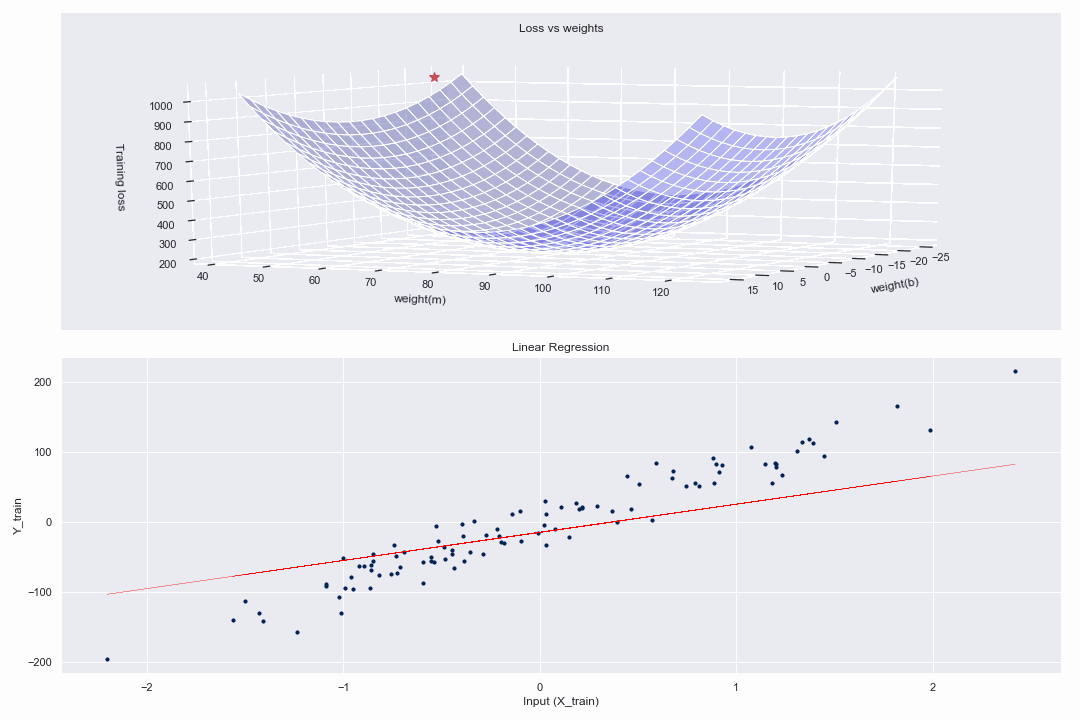 Loss vs weights
1000
900
800
700
600
500
400
300
200
Training loss
40 50 60 70 80 90 100 110 120
weight(m)
15 10 5 0 −5 −10 −15 −20 −25
weight(b)
Linear Regression
200
100
0
−100
−200
Y_train
−2 −1 0 1 2
Input (X_train)